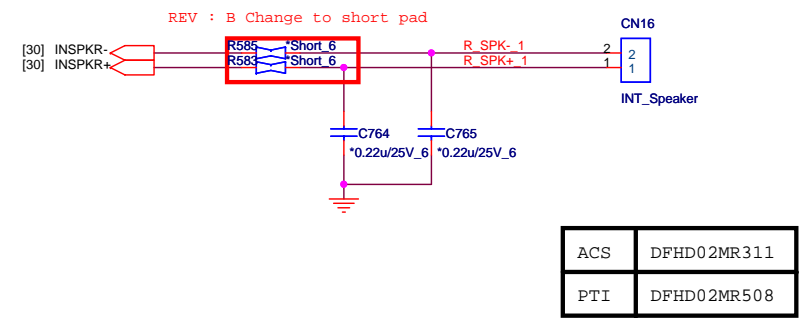 REV : B Change to short pad
CN16
[30] INSPKR- R585 *Short_6 R_SPK-_1 2 2
[30] INSPKR+ R583 *Short_6 R_SPK+_1 1 1
INT_Speaker
C764 C765
*0.22u/25V_6 *0.22u/25V_6
ACS DFHD02MR311
PTI DFHD02MR508